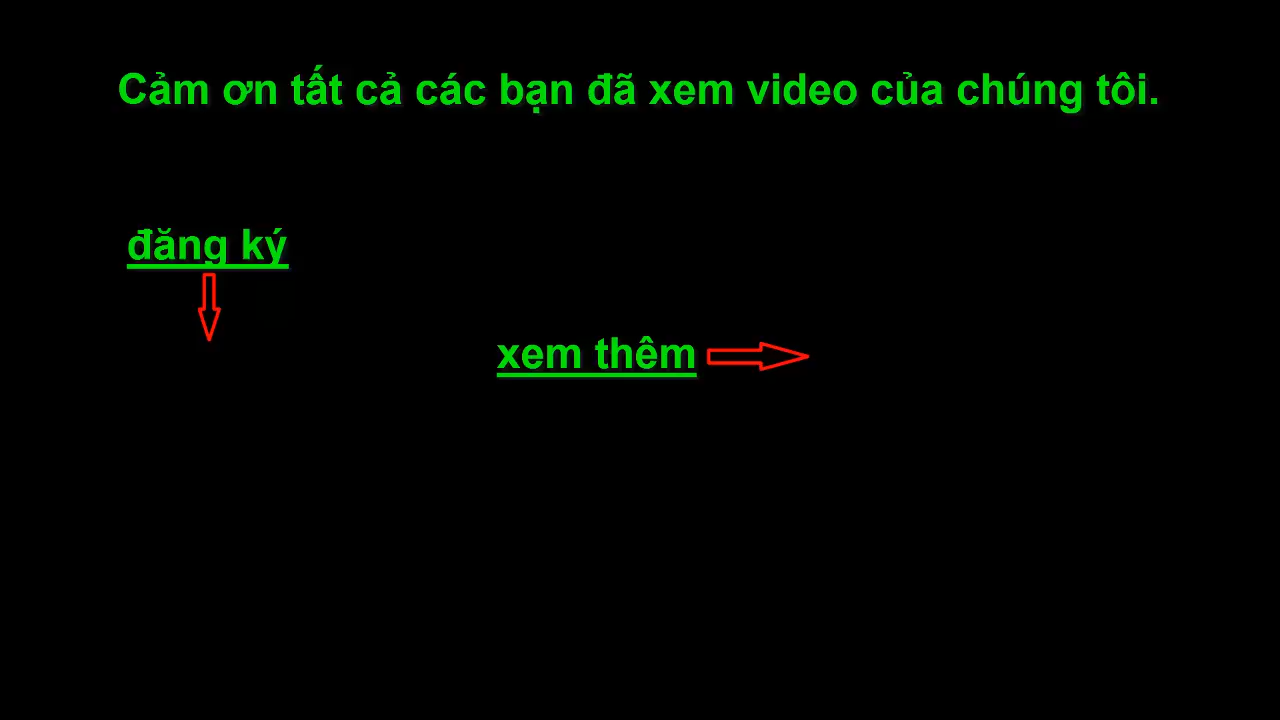 Cảm ơn tất cả các bạn đã xem video của chúng tôi.
đăng ký
xem thêm